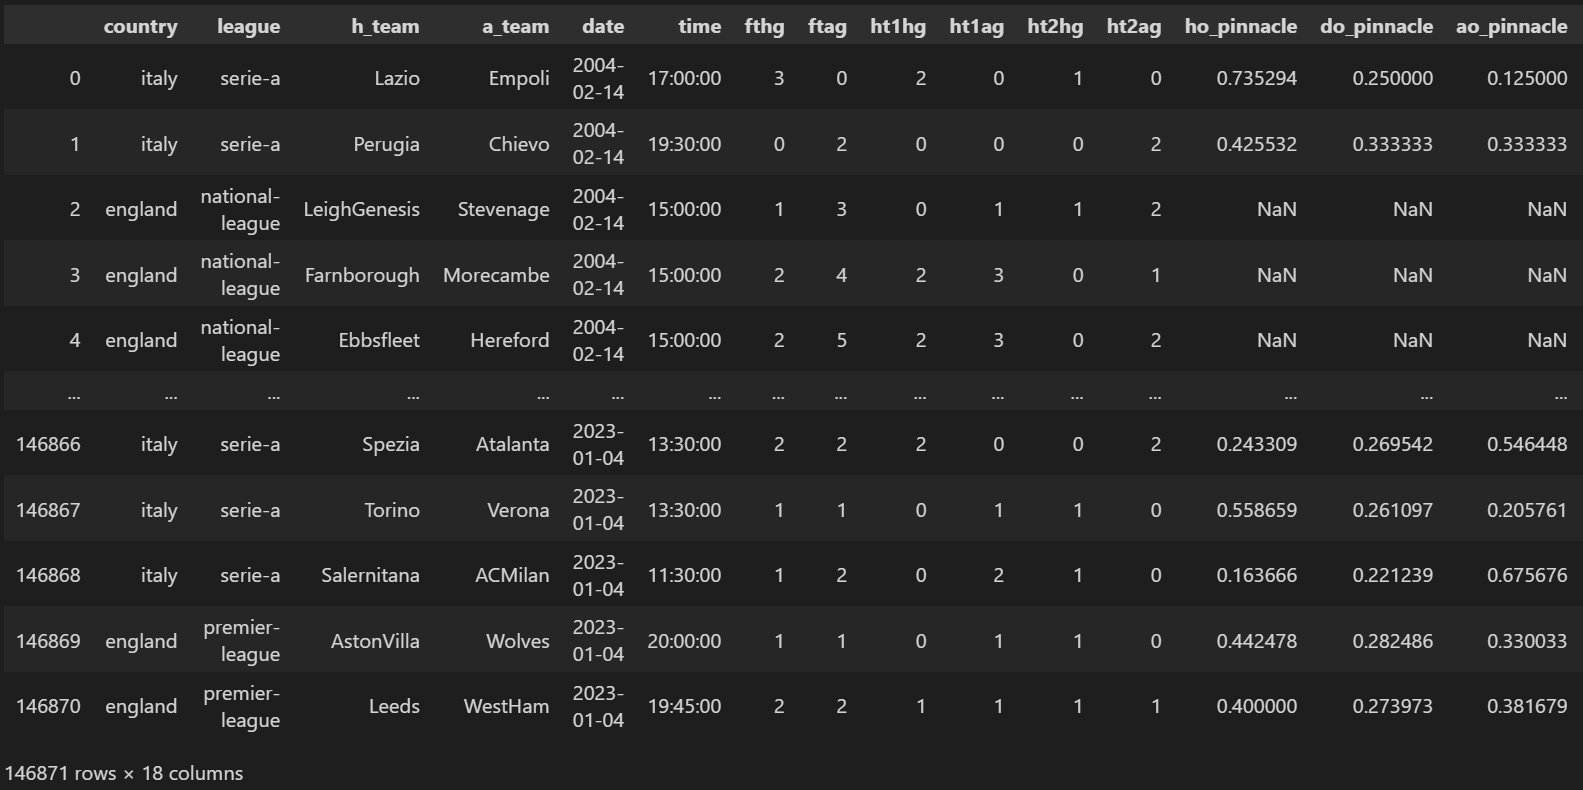 country league h_team a_team date time fthg ftag ht1hg ht1ag ht2hg ht2ag ho_pinnacle do_pinnacle ao_pinnacle
0 italy serie-a Lazio Empoli 2004-02-14 17:00:00 3 0 2 0 1 0 0.735294 0.250000 0.125000
1 italy serie-a Perugia Chievo 2004-02-14 19:30:00 0 2 0 0 0 2 0.425532 0.333333 0.333333
2 england national-league LeighGenesis Stevenage 2004-02-14 15:00:00 1 3 0 1 1 2 NaN NaN NaN
3 england national-league Farnborough Morecambe 2004-02-14 15:00:00 2 4 2 3 0 1 NaN NaN NaN
4 england national-league Ebbsfleet Hereford 2004-02-14 15:00:00 2 5 2 3 0 2 NaN NaN NaN
... ... ... ... ... ... ... ... ... ... ... ... ... ... ... ...
146866 italy serie-a Spezia Atalanta 2023-01-04 13:30:00 2 2 2 0 0 2 0.243309 0.269542 0.546448
146867 italy serie-a Torino Verona 2023-01-04 13:30:00 1 1 0 1 1 0 0.558659 0.261097 0.205761
146868 italy serie-a Salernitana ACMilan 2023-01-04 11:30:00 1 2 0 2 1 0 0.163666 0.221239 0.675676
146869 england premier-league AstonVilla Wolves 2023-01-04 20:00:00 1 1 0 1 1 0 0.442478 0.282486 0.330033
146870 england premier-league Leeds WestHam 2023-01-04 19:45:00 2 2 1 1 1 1 0.400000 0.273973 0.381679
146871 rows × 18 columns